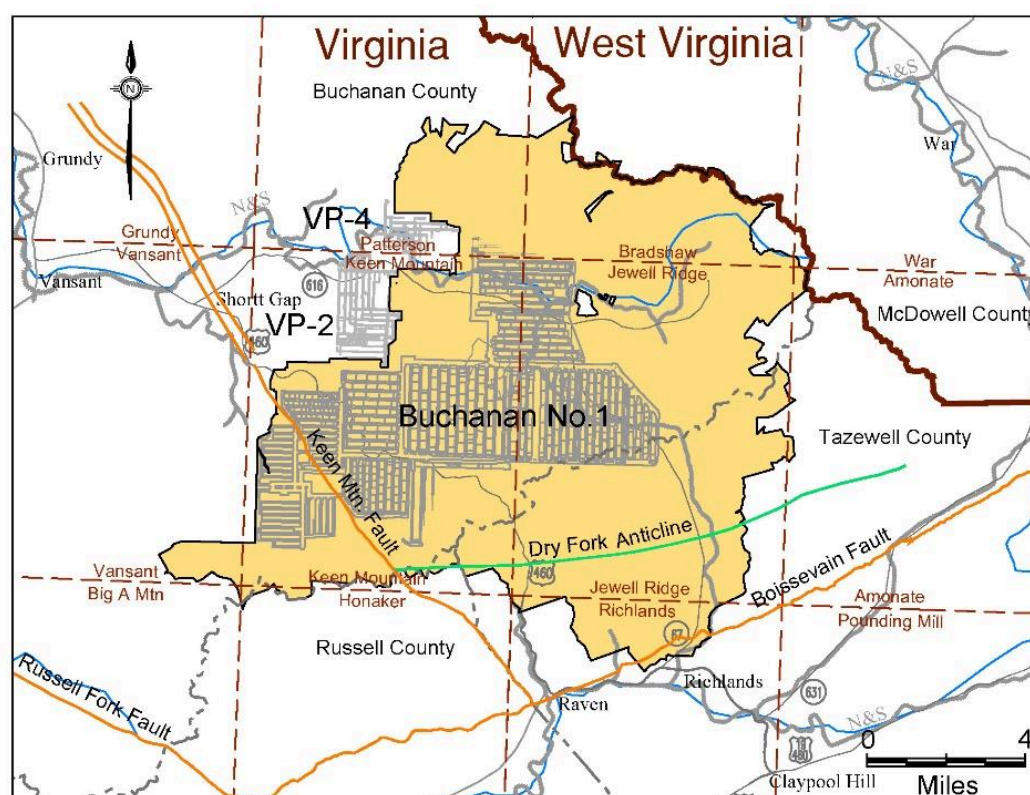 Virginia
West Virginia
Buchanan County
N&S
War
Grundy
N
N&S
VP-4
Grundy
Vansant
Patterson
Keen Mountain
Bradshaw
Jewell Ridge
War
Amonate
Vansant
616
Shortt Gap
McDowell County
VP-2
460
Buchanan No.1
Keen Mtn. Fault
Tazewell County
Dry Fork Anticline
460
Boissevain Fault
Vansant
Big A Mtn
Keen Mountain
Honaker
Jewell Ridge
Richlands
Amonate
Pounding Mill
67
Russell County
Russell Fork Fault
Richlands
631
Raven
N&S
19
460
0
4
Claypool Hill
Miles